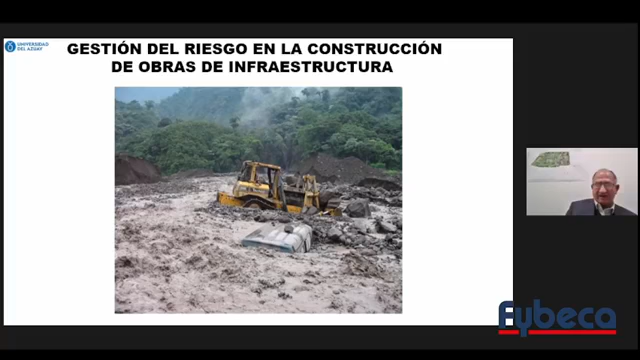 UNIVERSIDAD
DEL AZUAY
GESTIÓN DEL RIESGO EN LA CONSTRUCCIÓN
DE OBRAS DE INFRAESTRUCTURA
Fybeca